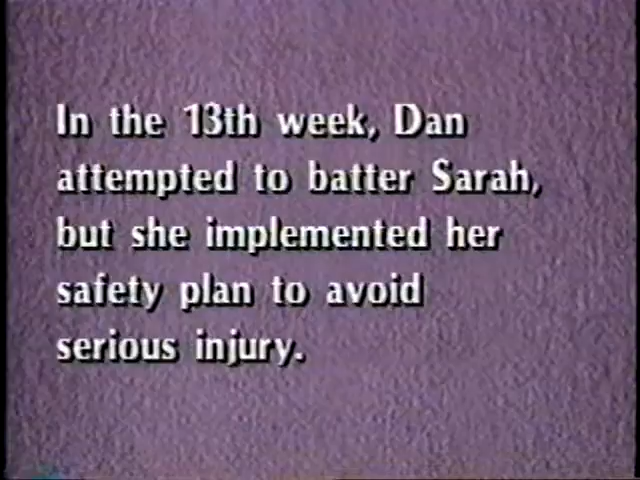 In the 13th week, Dan
attempted to batter Sarah,
but she implemented her
safety plan to avoid
serious injury.